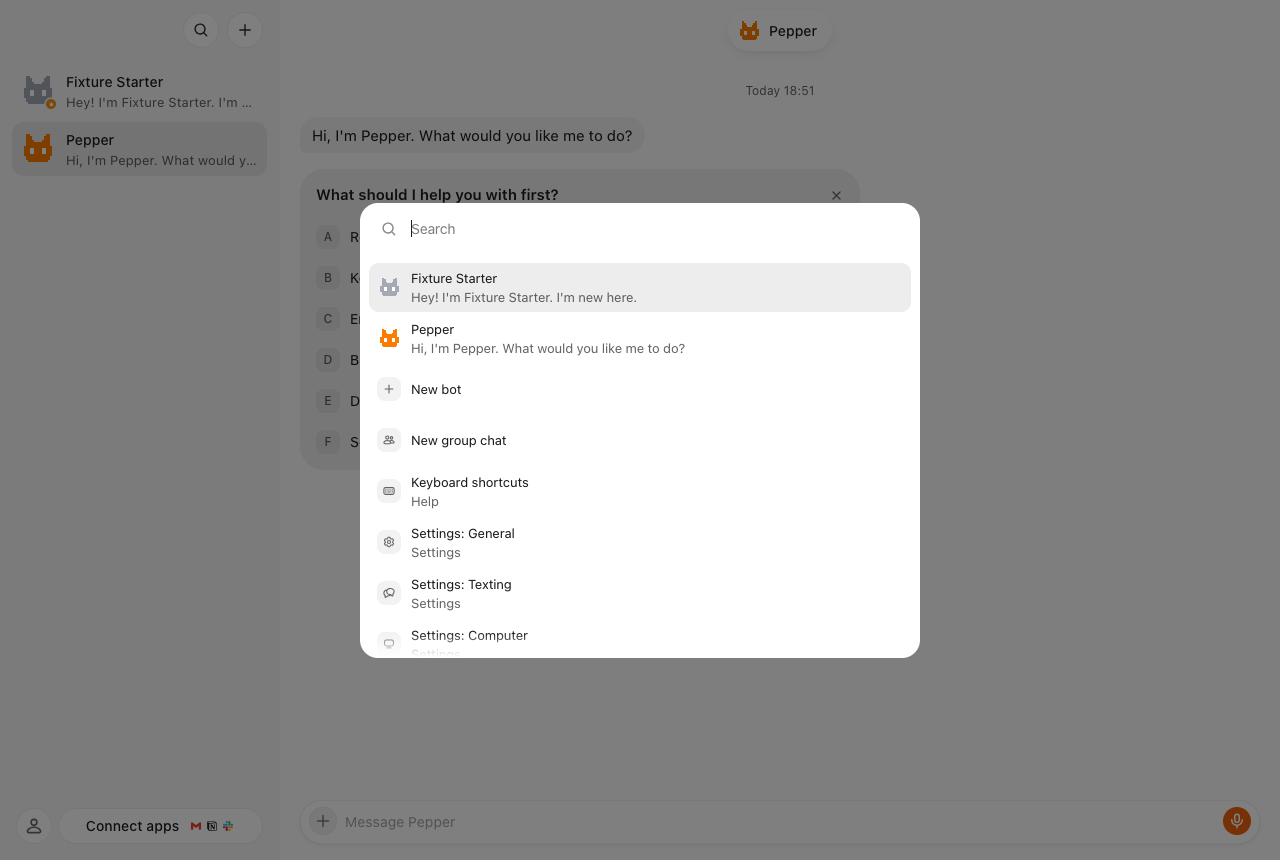 Pepper
Fixture Starter
Hey! I'm Fixture Starter. I'm ...
Pepper
Hi, I'm Pepper. What would y...
Today 18:51
Hi, I'm Pepper. What would you like me to do?
What should I help you with first?
A
B
C
D
E
F
Search
Fixture Starter
Hey! I'm Fixture Starter. I'm new here.
Pepper
Hi, I'm Pepper. What would you like me to do?
New bot
New group chat
Keyboard shortcuts
Help
Settings: General
Settings
Settings: Texting
Settings
Settings: Computer
Settings
Connect apps
Message Pepper